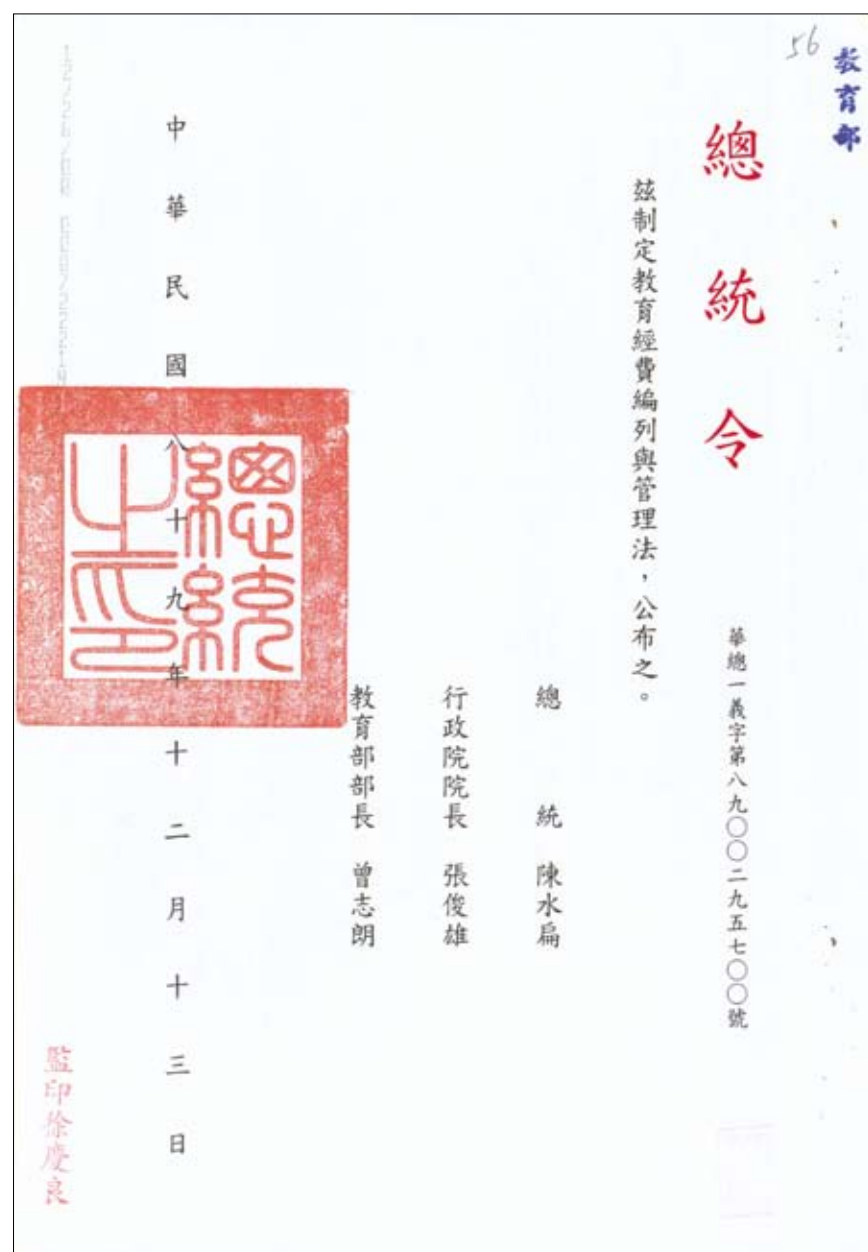 56
教育部
總統令
華總一義字第八九〇〇二九五七〇〇號
茲制定教育經費編列與管理法，公布之。
總統 陳水扁
行政院院長 張俊雄
教育部部長 曾志朗
中華民國八十九年十二月十三日
總統之印
監印徐慶良